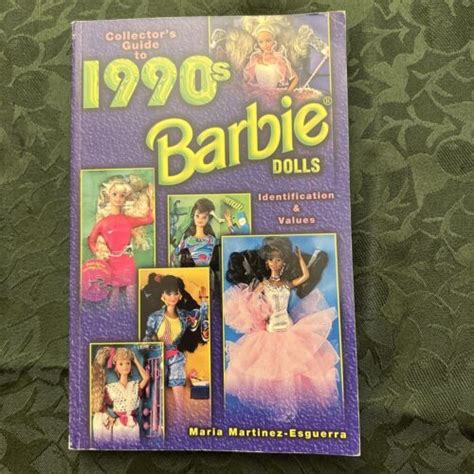 Collector's
Guide to
1990s
Barbie®
DOLLS
Identification
&
Values
Maria Martinez-Esguerra